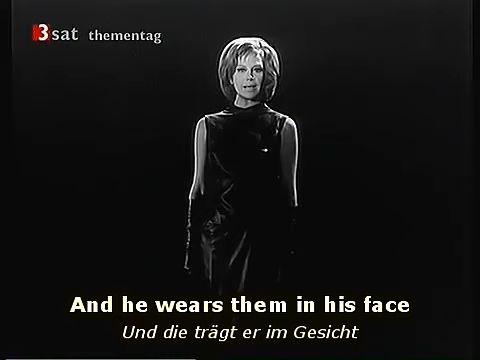 3sat thementag
And he wears them in his face
Und die trägt er im Gesicht